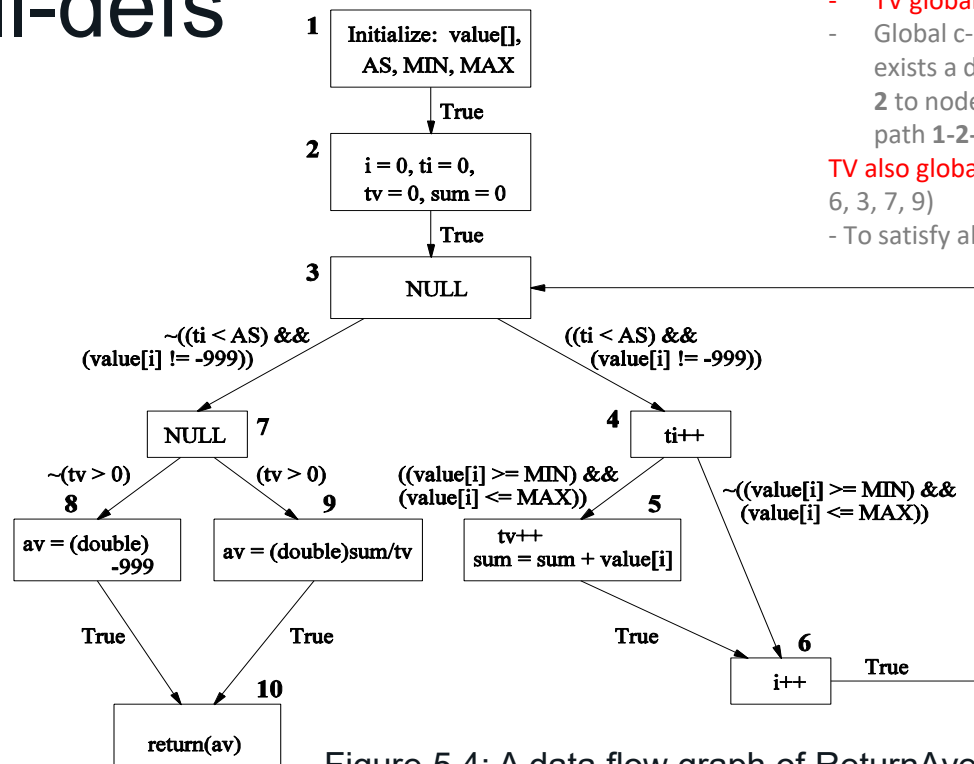 ll-defs
- TV global
- Global c-
exists a d
2 to node
path 1-2-
TV also globa
6, 3, 7, 9)
- To satisfy al
1
Initialize: value[],
AS, MIN, MAX
True
2
i = 0, ti = 0,
tv = 0, sum = 0
True
3
NULL
~((ti < AS) &&
(value[i] != -999))
((ti < AS) &&
(value[i] != -999))
NULL
7
4
ti++
~(tv > 0)
(tv > 0)
((value[i] >= MIN) &&
(value[i] <= MAX))
~((value[i] >= MIN) &&
(value[i] <= MAX))
8
9
5
av = (double)
-999
av = (double)sum/tv
tv++
sum = sum + value[i]
True
True
True
6
i++
True
10
return(av)
Figure 5.4: A data flow graph of ReturnAve